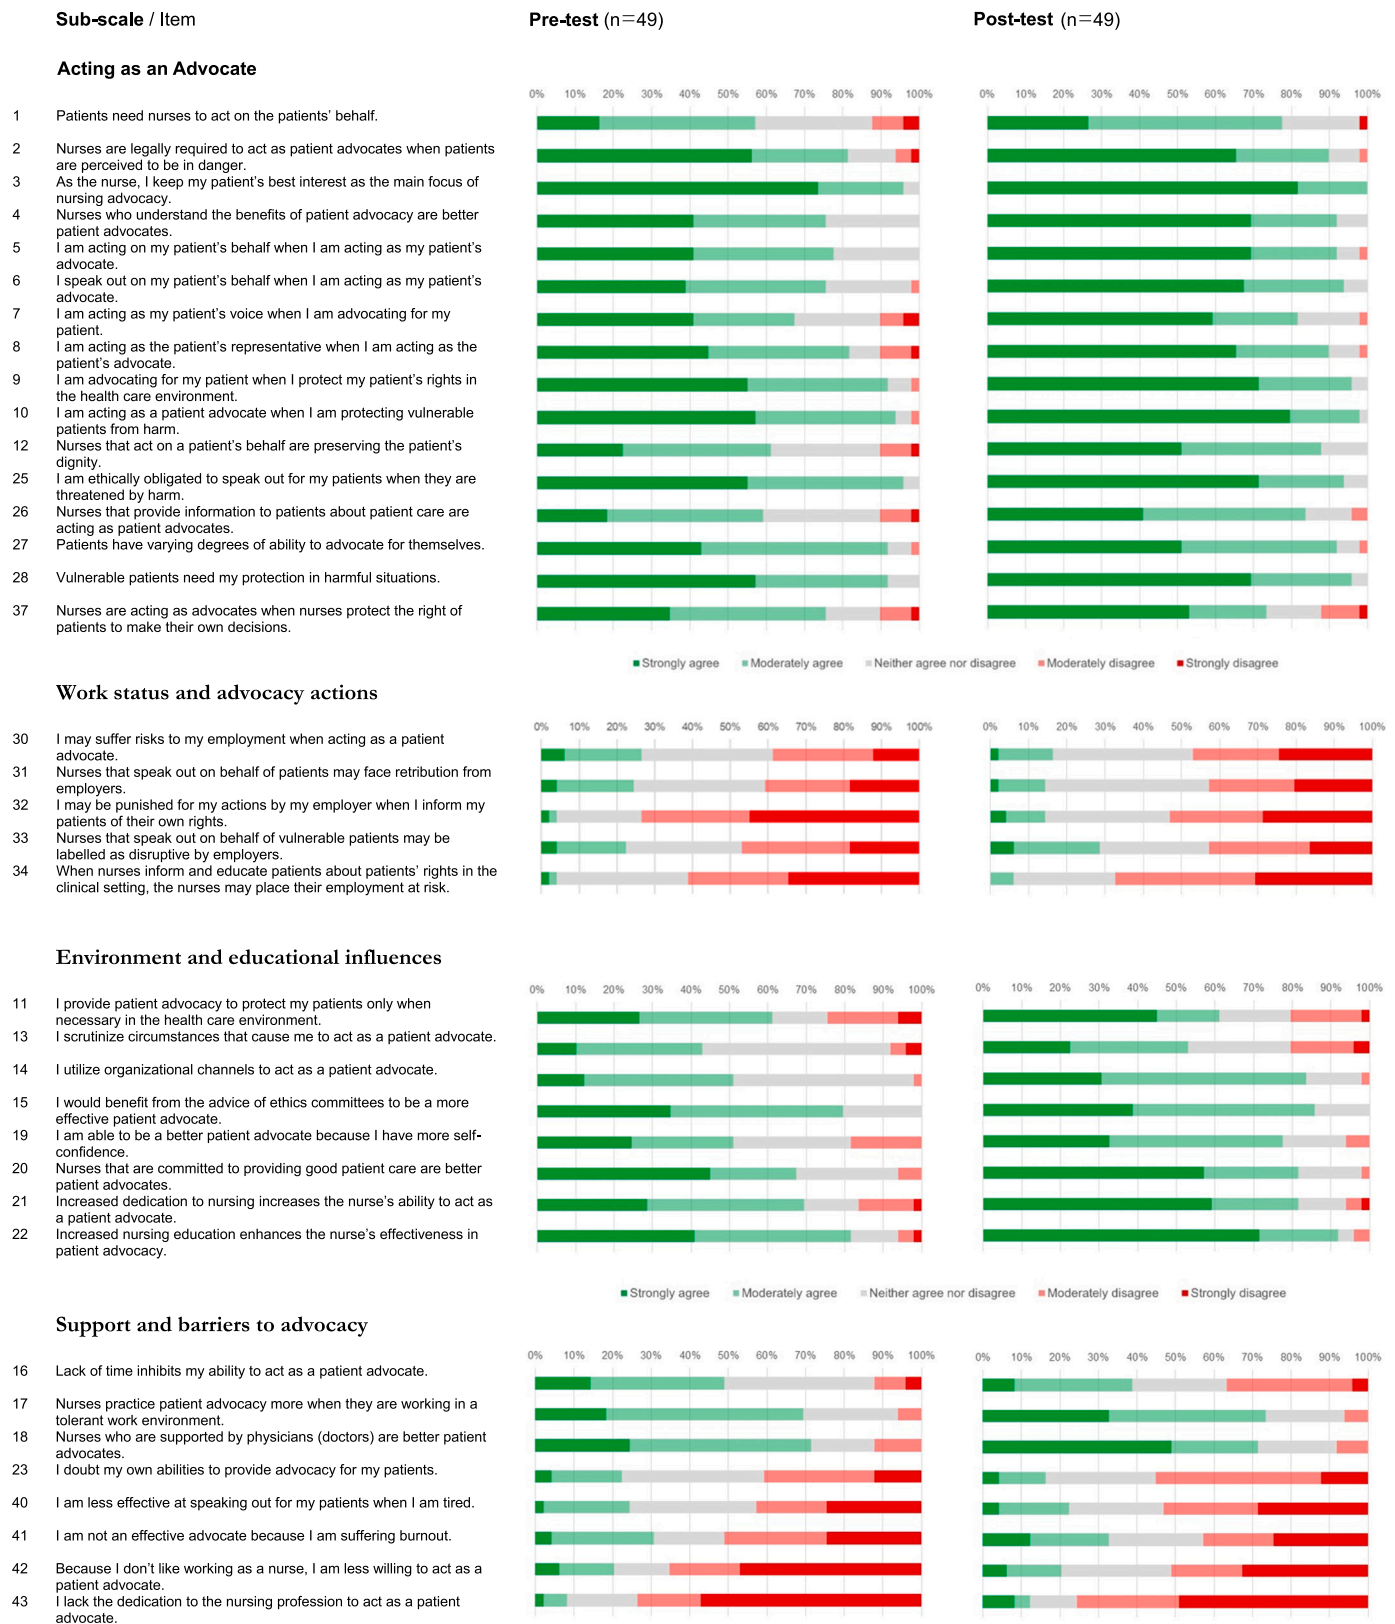 Sub-scale / Item Pre-test (n=49) Post-test (n=49)
Acting as an Advocate
0% 10% 20% 30% 40% 50% 60% 70% 80% 90% 100% 0% 10% 20% 30% 40% 50% 60% 70% 80% 90% 100%
1 Patients need nurses to act on the patients' behalf.
2 Nurses are legally required to act as patient advocates when patients
are perceived to be in danger.
3 As the nurse, I keep my patient's best interest as the main focus of
nursing advocacy.
4 Nurses who understand the benefits of patient advocacy are better
patient advocates.
5 I am acting on my patient's behalf when I am acting as my patient's
advocate.
6 I speak out on my patient's behalf when I am acting as my patient's
advocate.
7 I am acting as my patient's voice when I am advocating for my
patient.
8 I am acting as the patient's representative when I am acting as the
patient's advocate.
9 I am advocating for my patient when I protect my patient's rights in
the health care environment.
10 I am acting as a patient advocate when I am protecting vulnerable
patients from harm.
12 Nurses that act on a patient's behalf are preserving the patient's
dignity.
25 I am ethically obligated to speak out for my patients when they are
threatened by harm.
26 Nurses that provide information to patients about patient care are
acting as patient advocates.
27 Patients have varying degrees of ability to advocate for themselves.
28 Vulnerable patients need my protection in harmful situations.
37 Nurses are acting as advocates when nurses protect the right of
patients to make their own decisions.
Strongly agree Moderately agree Neither agree nor disagree Moderately disagree Strongly disagree
Work status and advocacy actions
0% 10% 20% 30% 40% 50% 60% 70% 80% 90% 100% 0% 10% 20% 30% 40% 50% 60% 70% 80% 90% 100%
30 I may suffer risks to my employment when acting as a patient
advocate.
31 Nurses that speak out on behalf of patients may face retribution from
employers.
32 I may be punished for my actions by my employer when I inform my
patients of their own rights.
33 Nurses that speak out on behalf of vulnerable patients may be
labelled as disruptive by employers.
34 When nurses inform and educate patients about patients' rights in the
clinical setting, the nurses may place their employment at risk.
Environment and educational influences
0% 10% 20% 30% 40% 50% 60% 70% 80% 90% 100% 0% 10% 20% 30% 40% 50% 60% 70% 80% 90% 100%
11 I provide patient advocacy to protect my patients only when
necessary in the health care environment.
13 I scrutinize circumstances that cause me to act as a patient advocate.
14 I utilize organizational channels to act as a patient advocate.
15 I would benefit from the advice of ethics committees to be a more
effective patient advocate.
19 I am able to be a better patient advocate because I have more self-
confidence.
20 Nurses that are committed to providing good patient care are better
patient advocates.
21 Increased dedication to nursing increases the nurse's ability to act as
a patient advocate.
22 Increased nursing education enhances the nurse's effectiveness in
patient advocacy.
Strongly agree Moderately agree Neither agree nor disagree Moderately disagree Strongly disagree
Support and barriers to advocacy
0% 10% 20% 30% 40% 50% 60% 70% 80% 90% 100% 0% 10% 20% 30% 40% 50% 60% 70% 80% 90% 100%
16 Lack of time inhibits my ability to act as a patient advocate.
17 Nurses practice patient advocacy more when they are working in a
tolerant work environment.
18 Nurses who are supported by physicians (doctors) are better patient
advocates.
23 I doubt my own abilities to provide advocacy for my patients.
40 I am less effective at speaking out for my patients when I am tired.
41 I am not an effective advocate because I am suffering burnout.
42 Because I don't like working as a nurse, I am less willing to act as a
patient advocate.
43 I lack the dedication to the nursing profession to act as a patient
advocate.